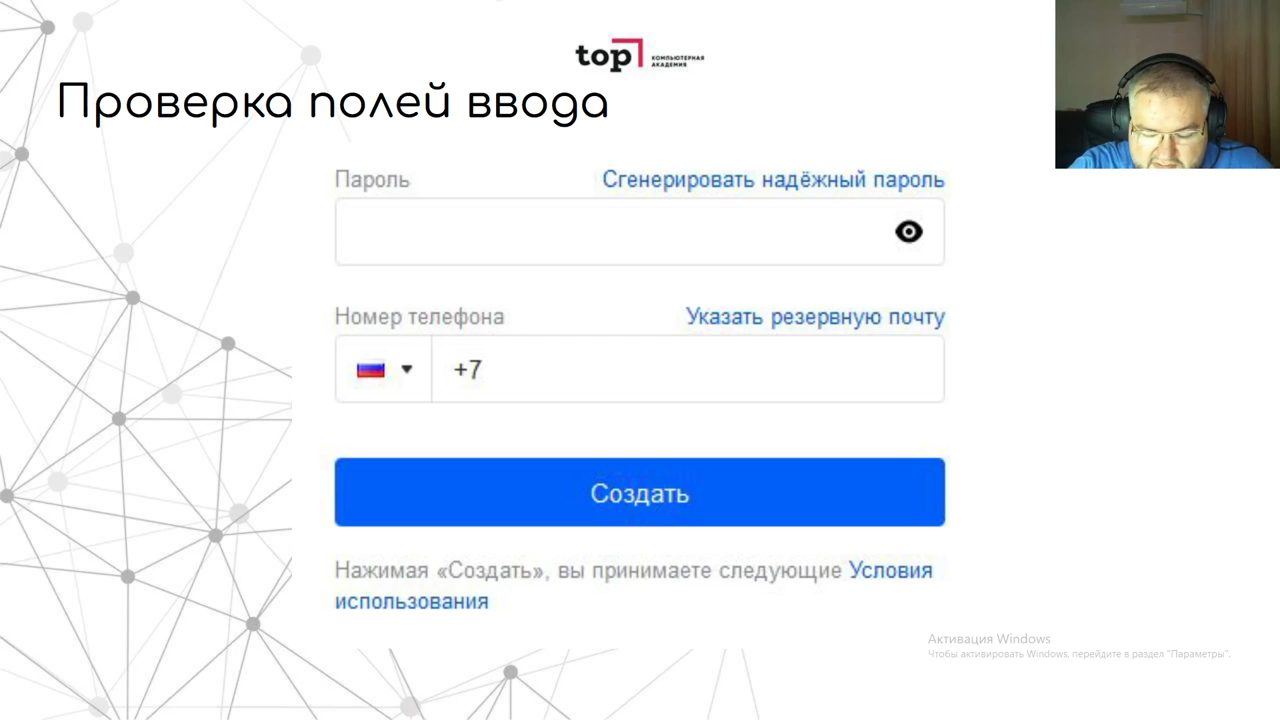 top КОМПЬЮТЕРНАЯ
АКАДЕМИЯ
Проверка полей ввода
Пароль Сгенерировать надёжный пароль
Номер телефона Указать резервную почту
+7
Создать
Нажимая «Создать», вы принимаете следующие Условия
использования
Активация Windows
Чтобы активировать Windows, перейдите в раздел "Параметры".